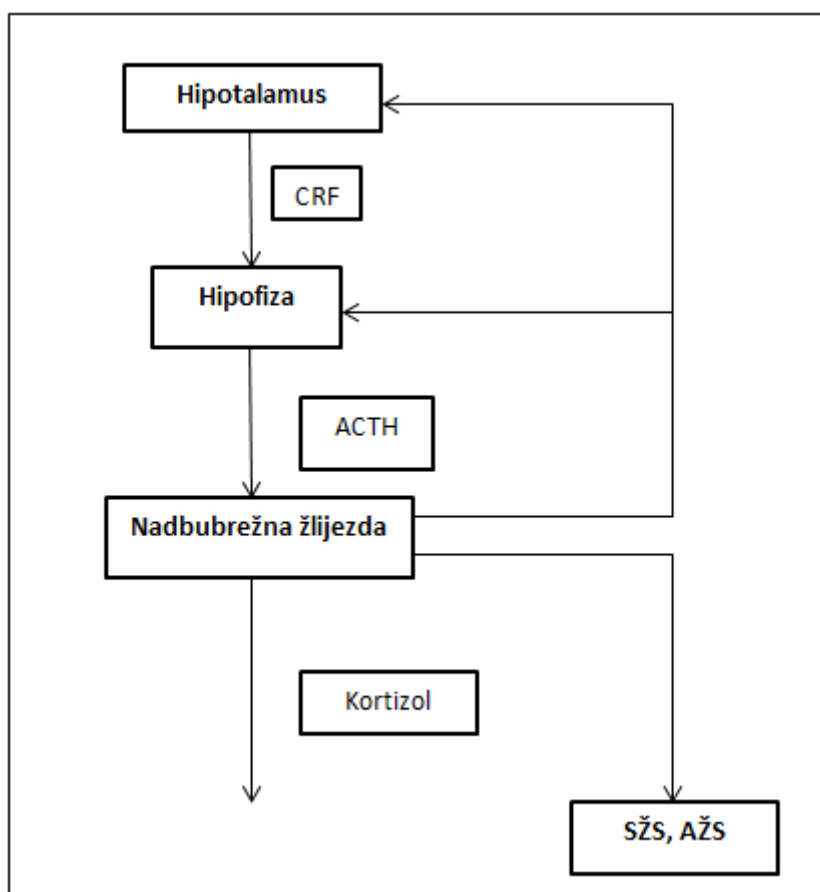 Hipotalamus
CRF
Hipofiza
ACTH
Nadbubrežna žlijezda
Kortizol
SŽS, AŽS